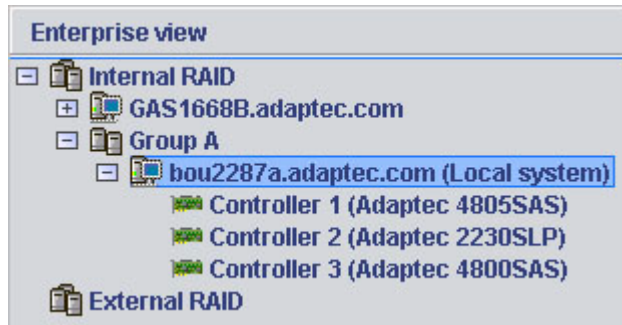 Enterprise view
Internal RAID
GAS1668B.adaptec.com
Group A
bou2287a.adaptec.com (Local system)
Controller 1 (Adaptec 4805SAS)
Controller 2 (Adaptec 2230SLP)
Controller 3 (Adaptec 4800SAS)
External RAID